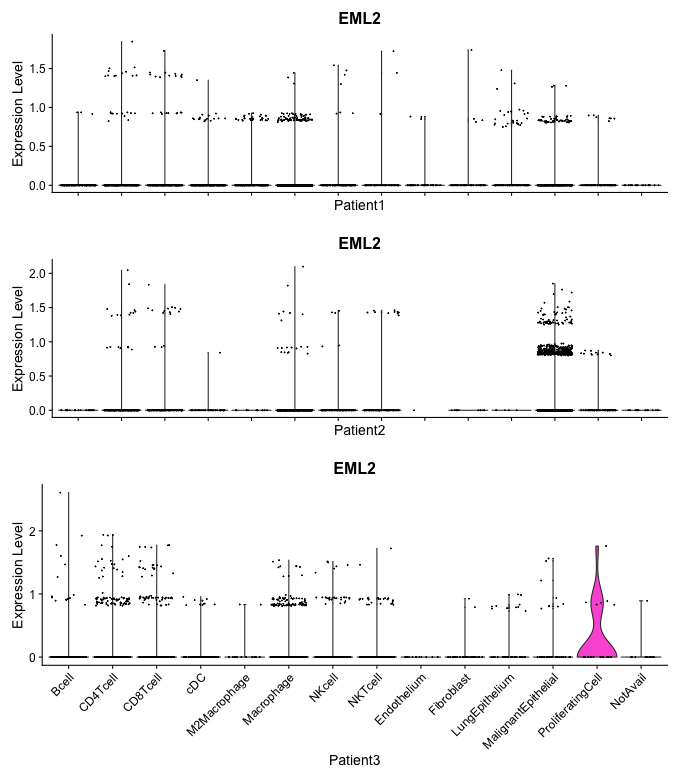 EML2
Expression Level
1.5
1.0
0.5
0.0
Patient1
EML2
Expression Level
2.0
1.5
1.0
0.5
0.0
Patient2
EML2
Expression Level
2
1
0
Bcell
CD4Tcell
CD8Tcell
cDC
M2Macrophage
Macrophage
NKcell
NKTcell
Endothelium
Fibroblast
LungEpithelium
MalignantEpithelial
ProliferatingCell
NotAvail
Patient3